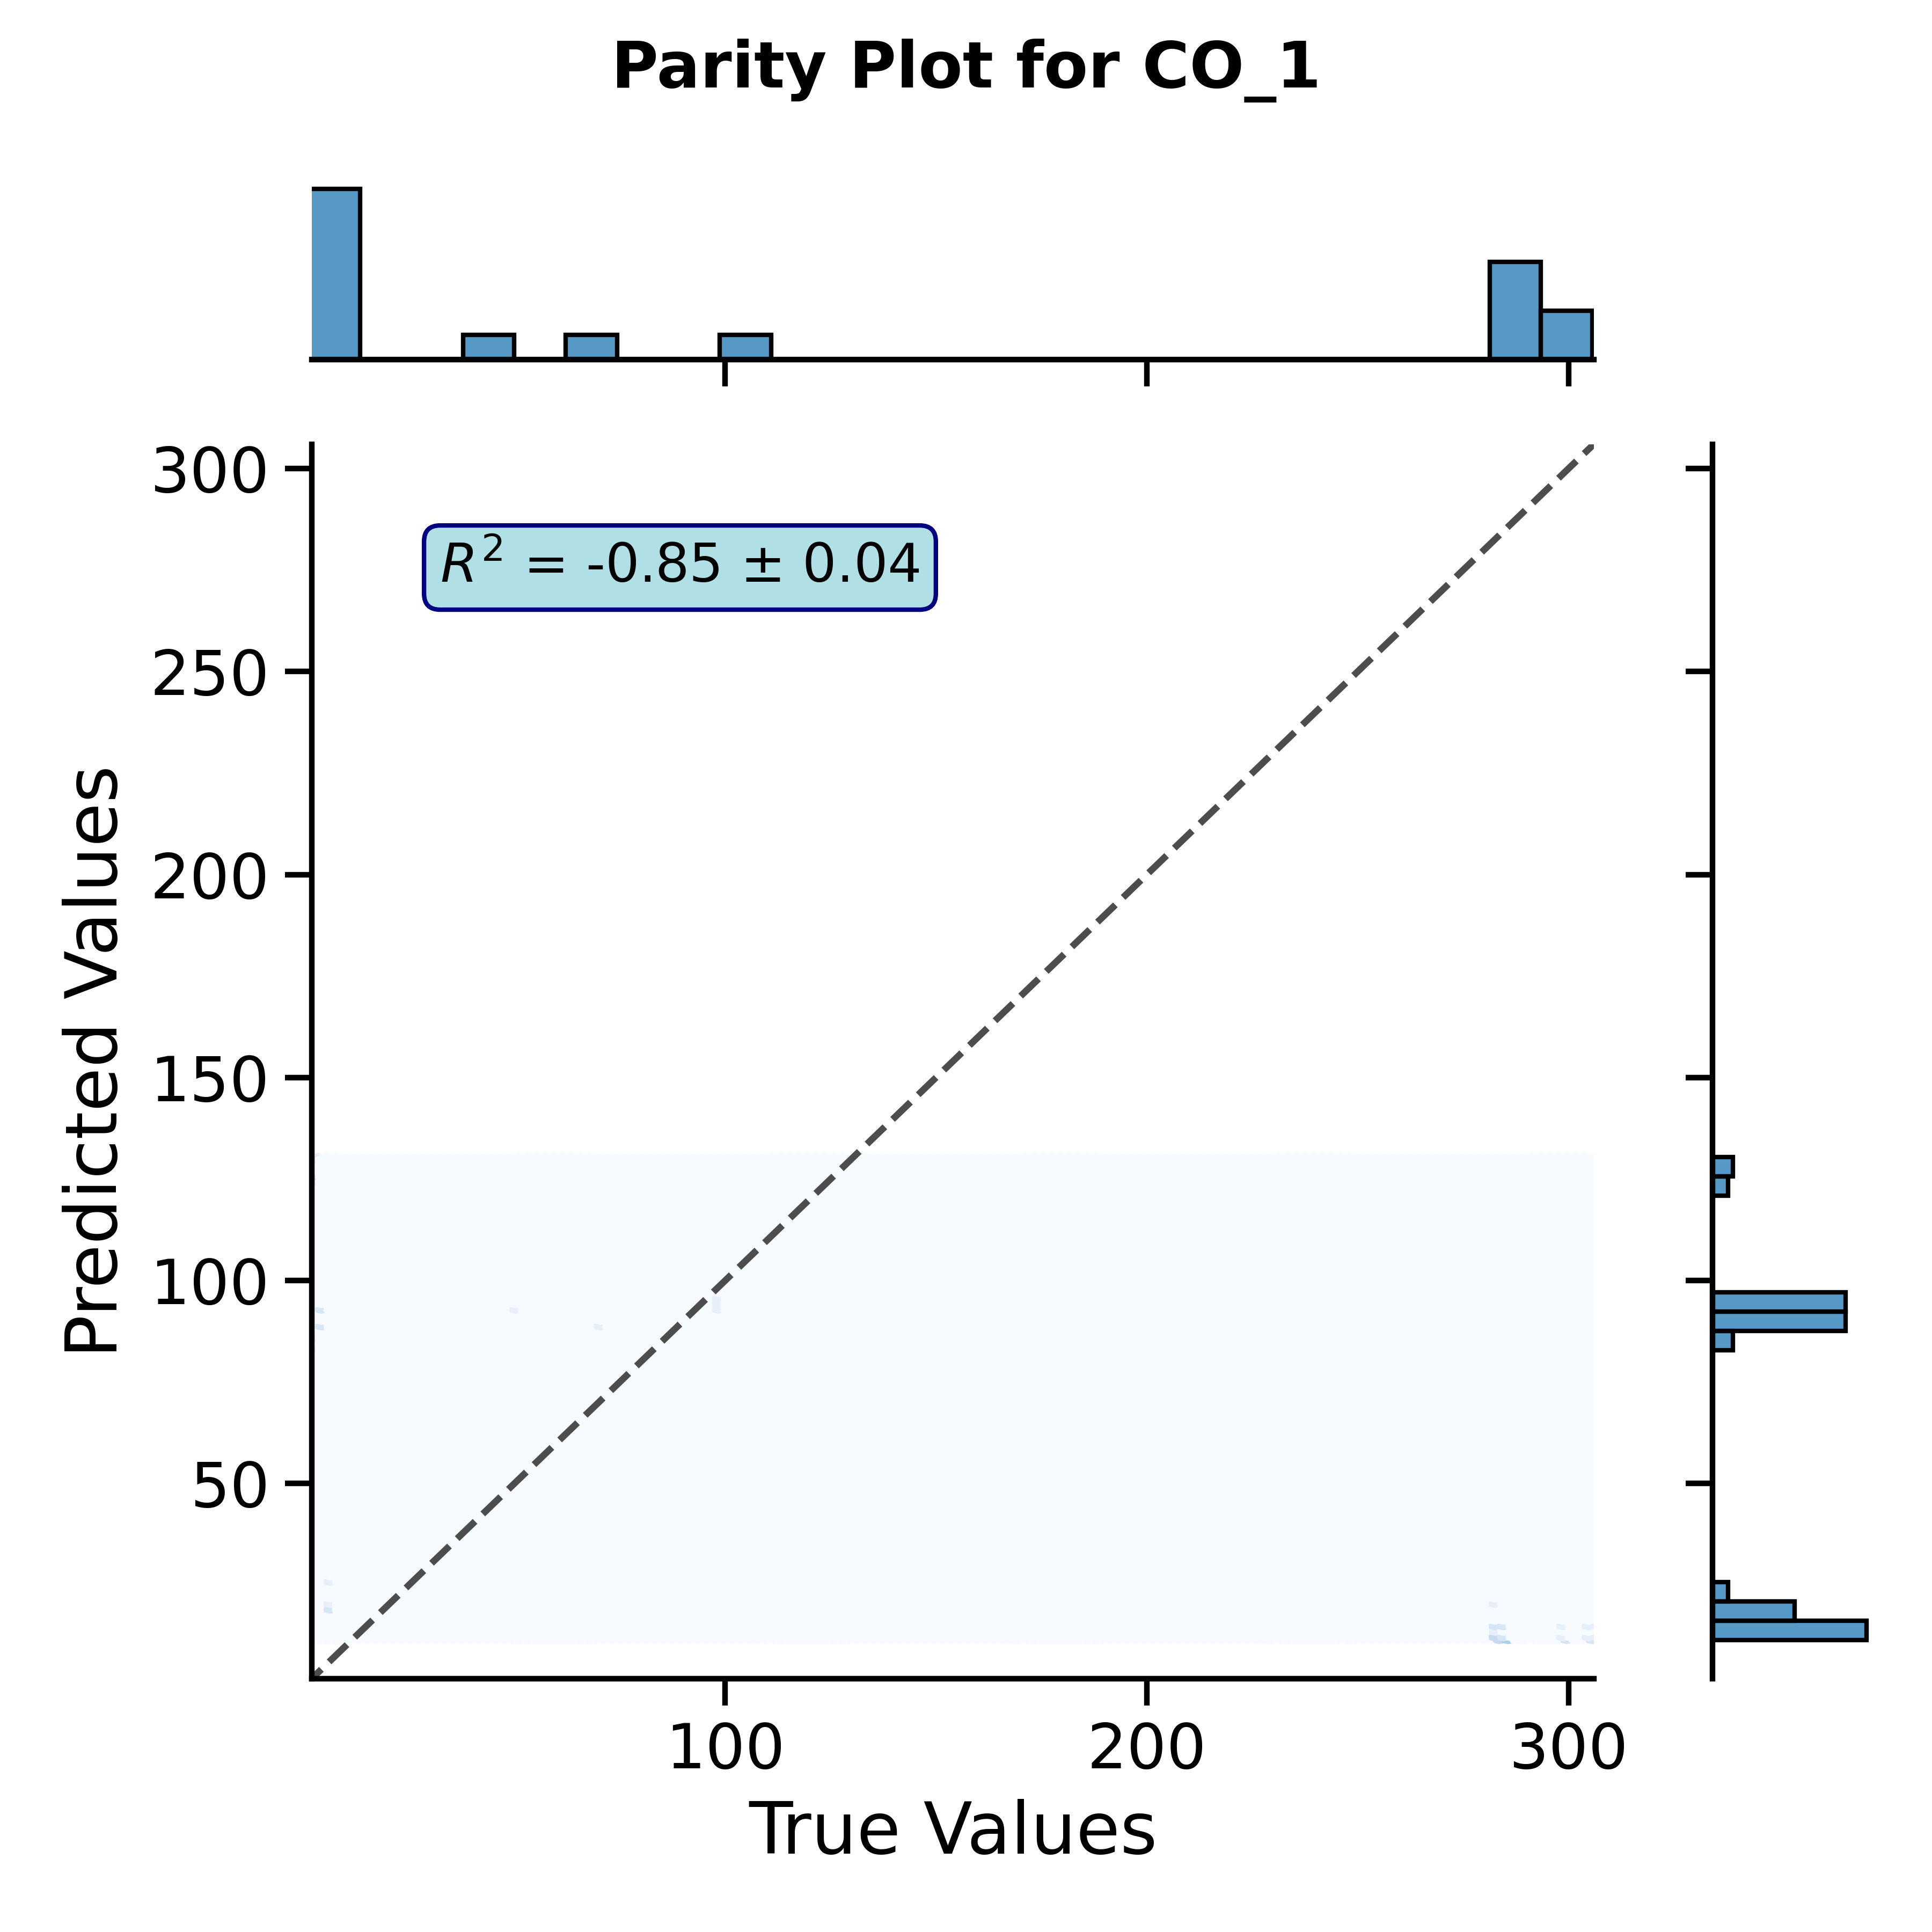 Parity Plot for CO_1
300
R² = -0.85 ± 0.04
250
200
150
100
50
Predicted Values
100 200 300
True Values